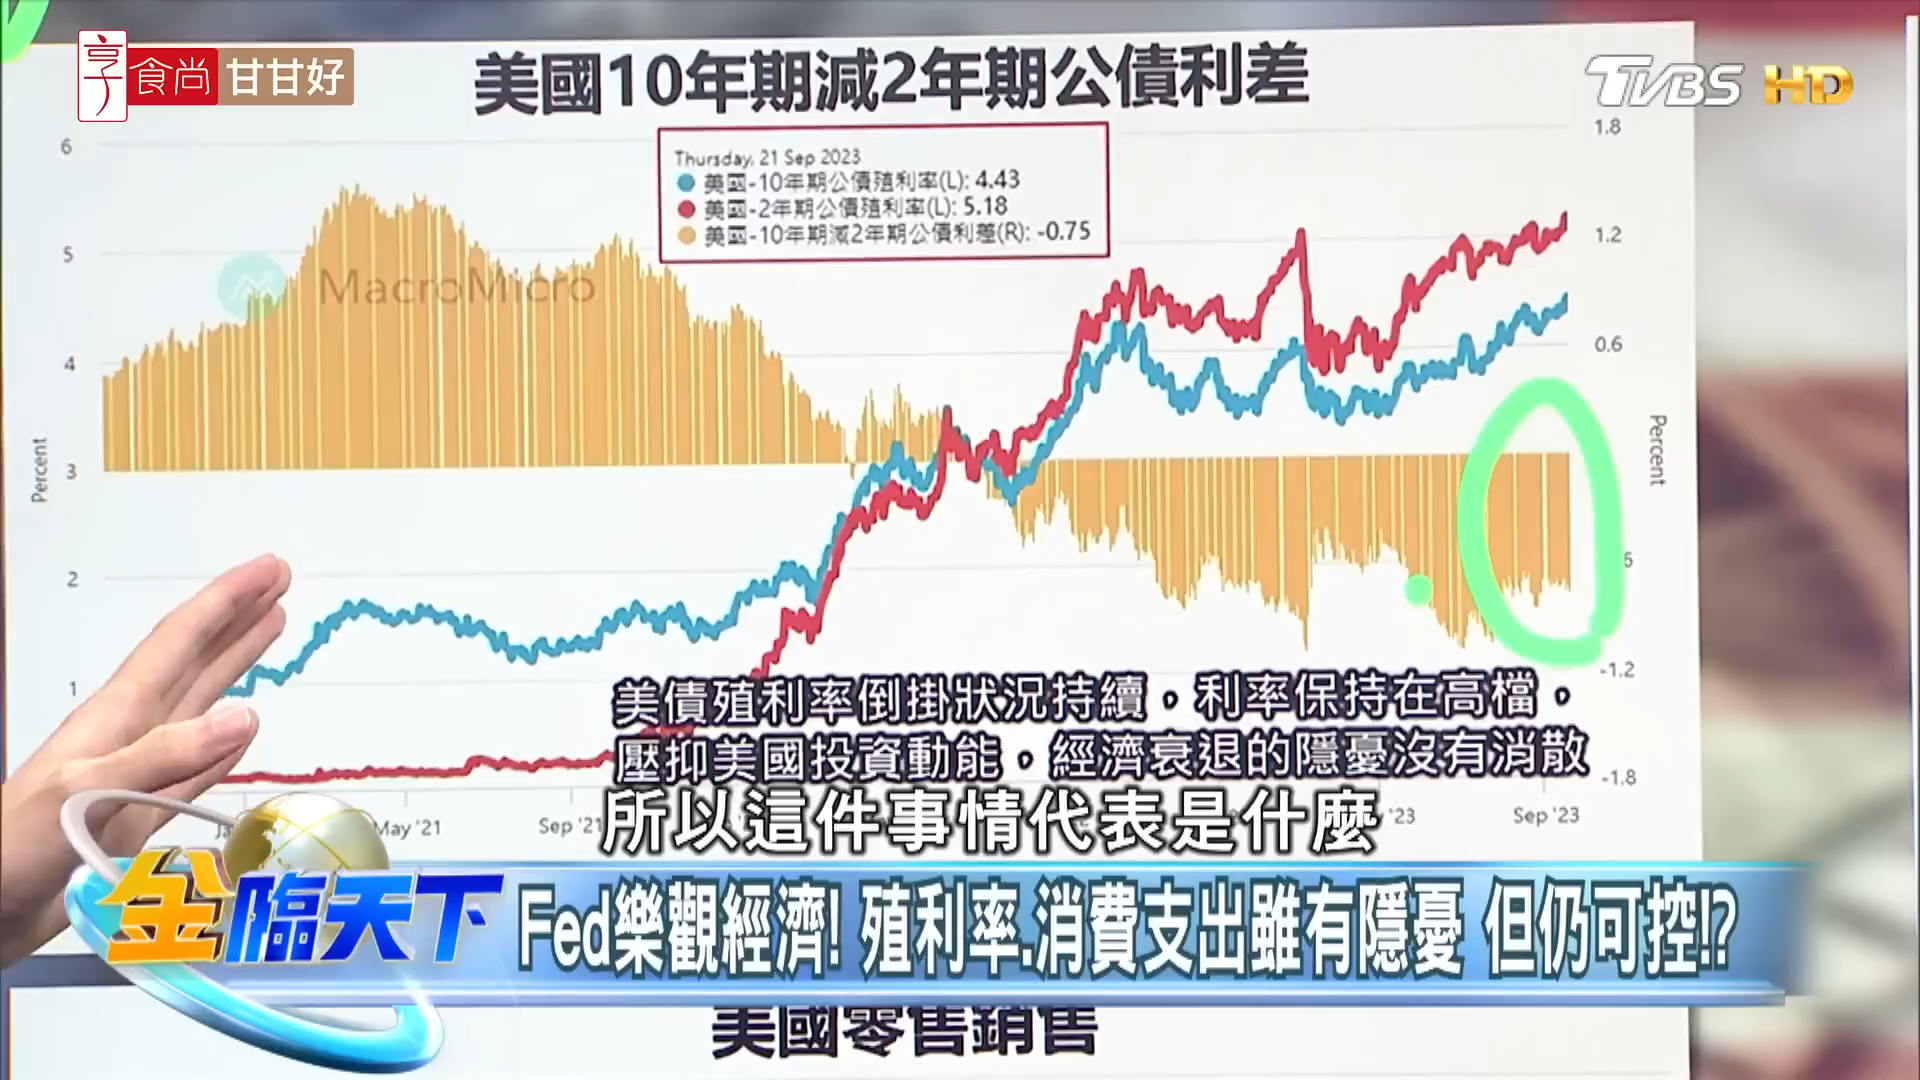 享
食尚
甘甘好
TVBS HD
美國10年期減2年期公債利差
Thursday, 21 Sep 2023
美國-10年期公債殖利率(L): 4.43
美國-2年期公債殖利率(L): 5.18
美國-10年期減2年期公債利差(R): -0.75
MacroMicro
6
5
4
3
2
1
Percent
1.8
1.2
0.6
-1.2
-1.8
Percent
May '21
Sep '21
'23
Sep '23
美債殖利率倒掛狀況持續，利率保持在高檔，
壓抑美國投資動能，經濟衰退的隱憂沒有消散
所以這件事情代表是什麼
金臨天下
Fed樂觀經濟! 殖利率.消費支出雖有隱憂 但仍可控!?
美國零售銷售